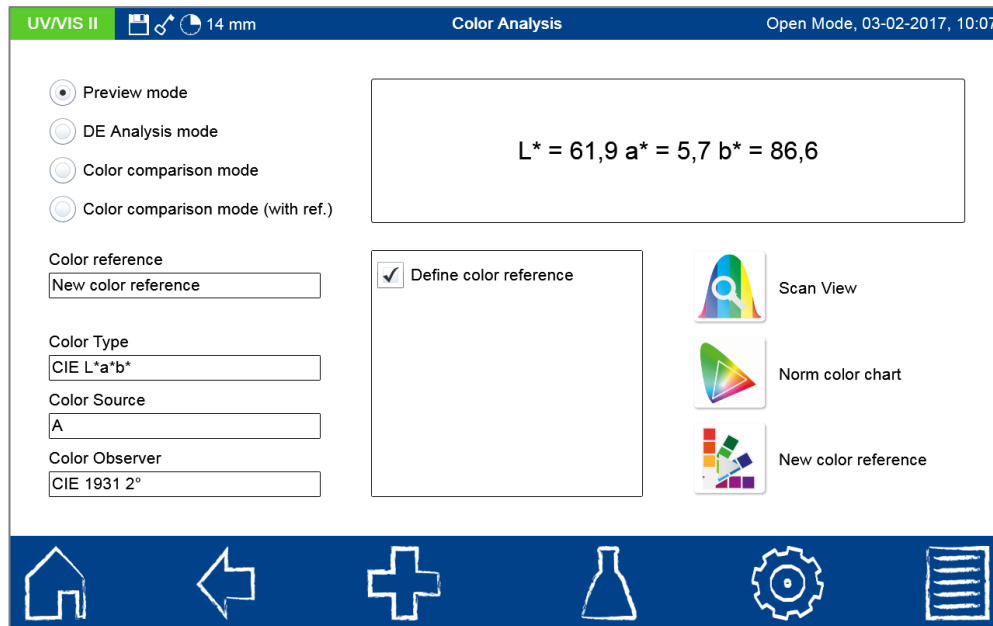 UV/VIS II 14 mm Color Analysis Open Mode, 03-02-2017, 10:07
Preview mode
DE Analysis mode
Color comparison mode
Color comparison mode (with ref.)
L* = 61,9 a* = 5,7 b* = 86,6
Color reference
New color reference
Color Type
CIE L*a*b*
Color Source
A
Color Observer
CIE 1931 2°
Define color reference
Scan View
Norm color chart
New color reference